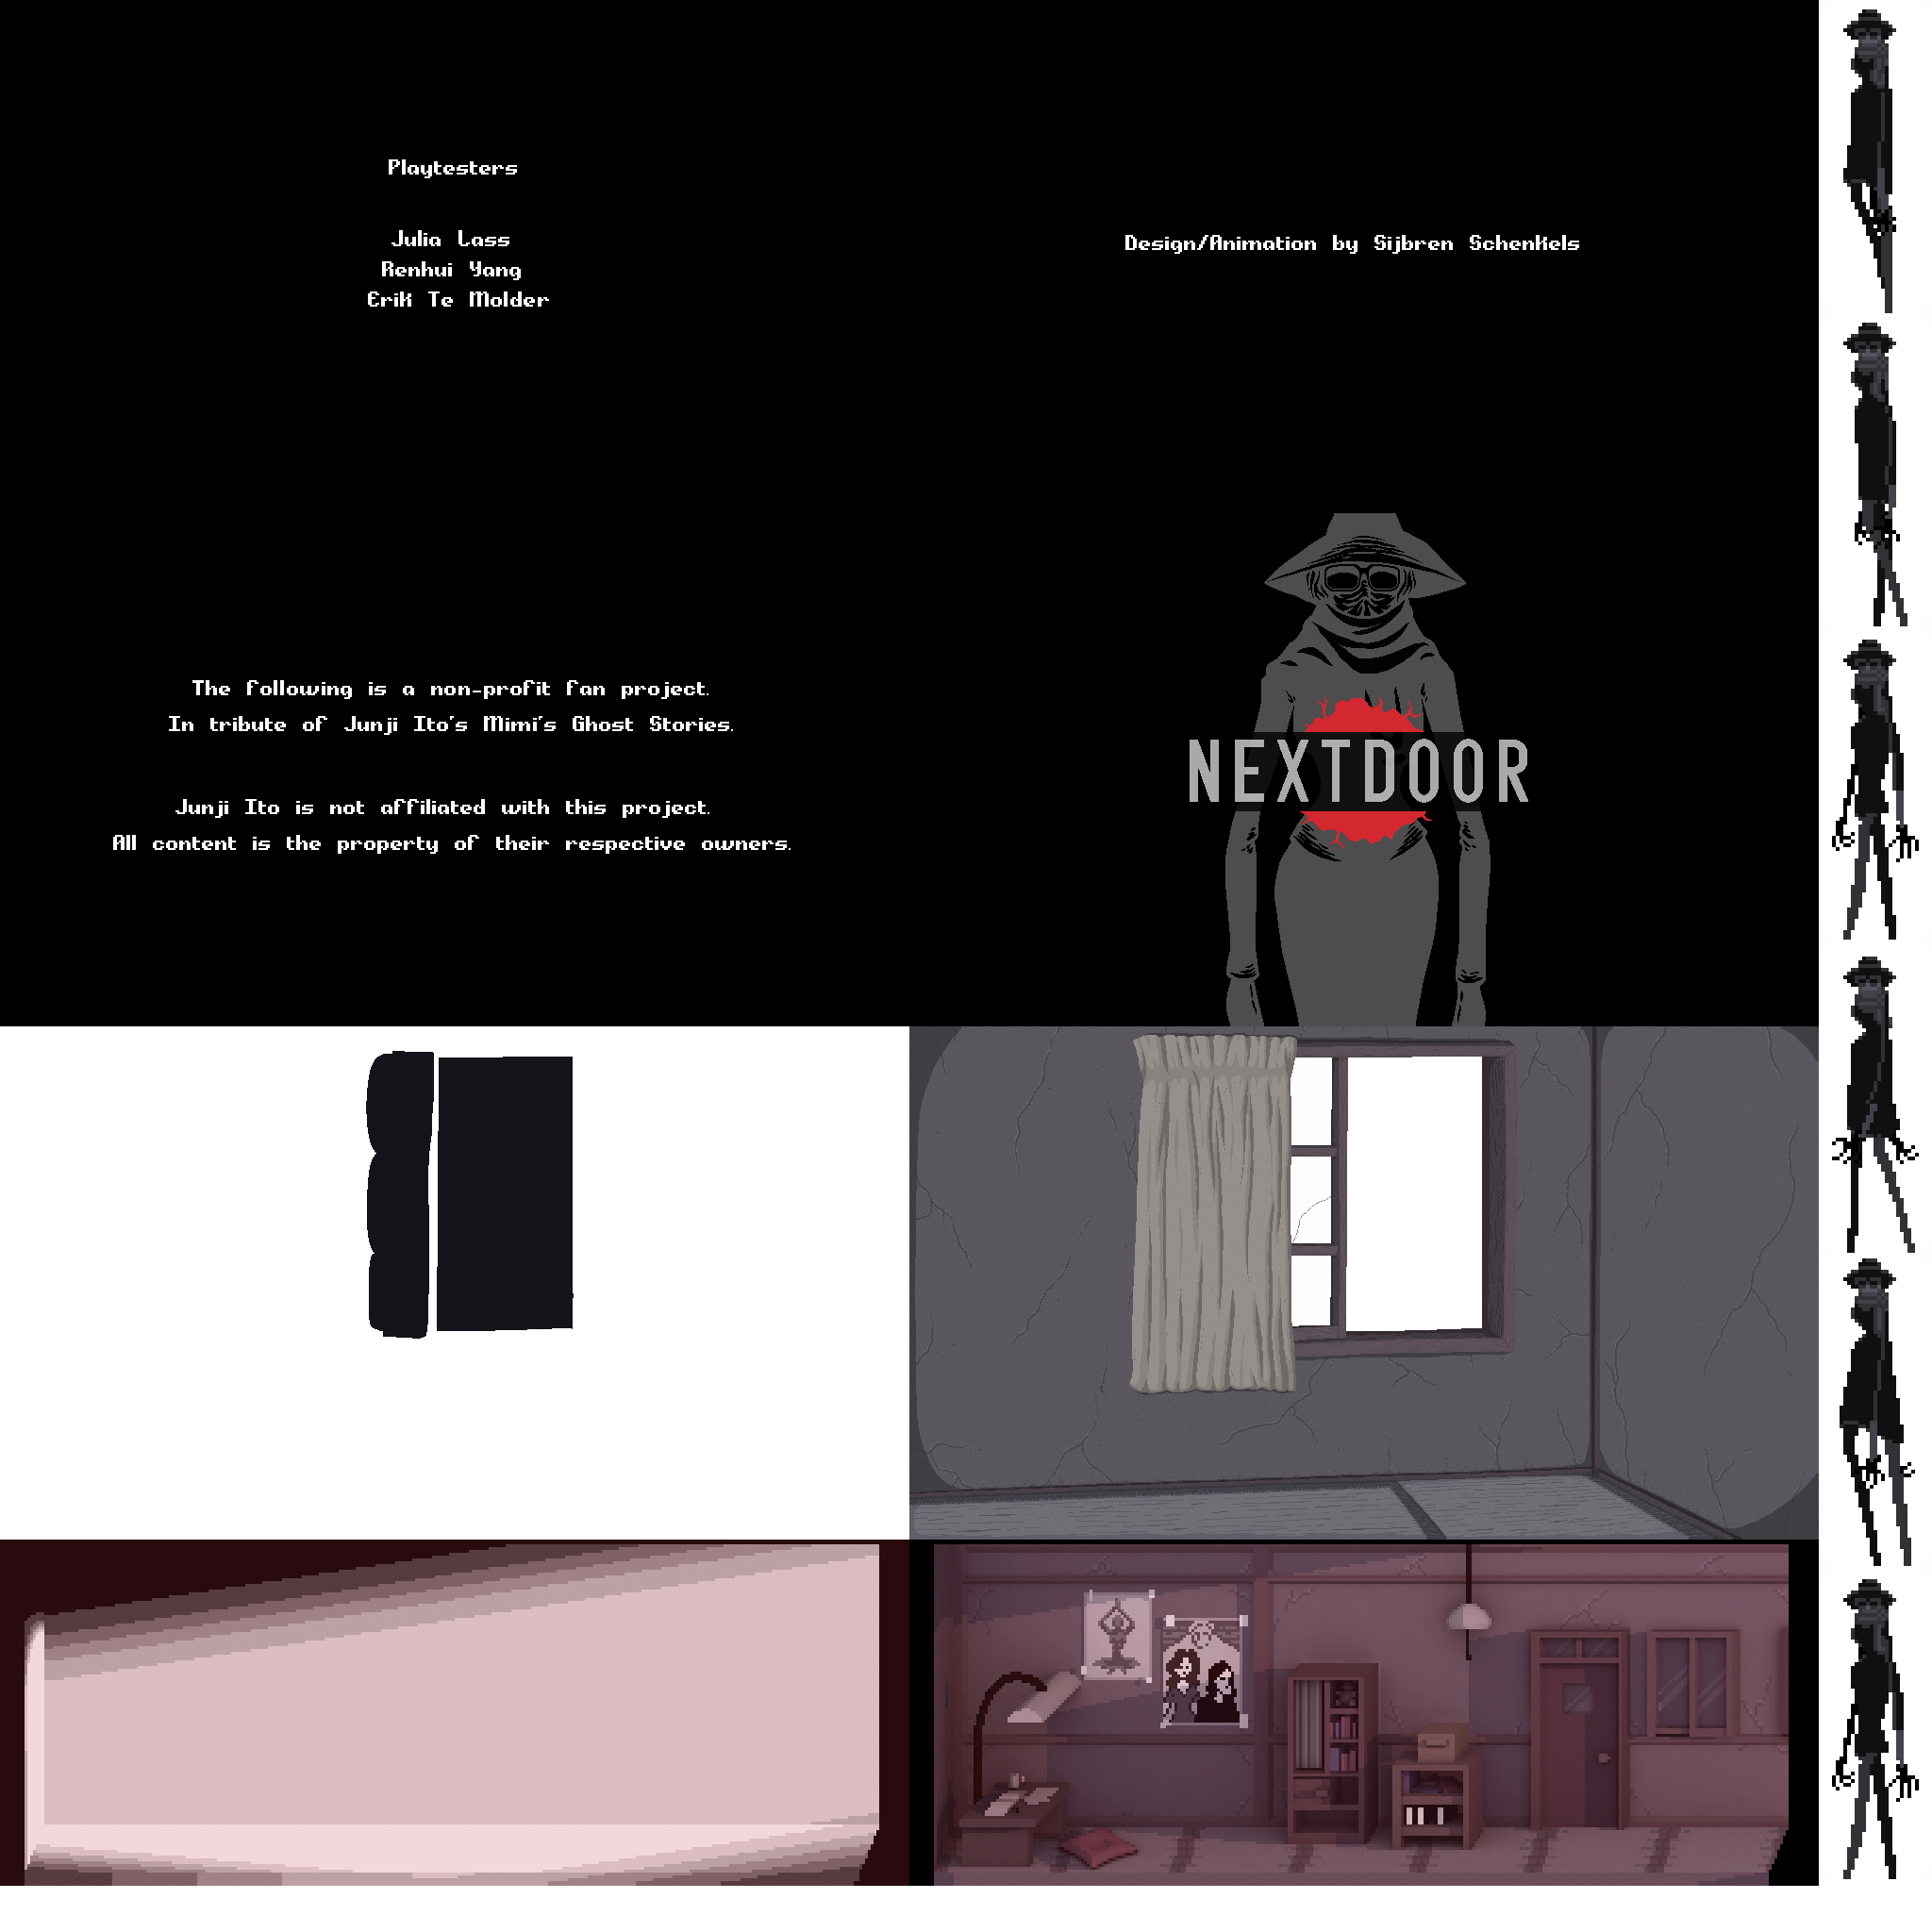 Playtesters
Julia Lass
Renhui Yang
Erik Te Molder
Design/Animation by Sijbren Schenkels
The following is a non-profit fan project.
In tribute of Junji Ito's Mimi's Ghost Stories.
Junji Ito is not affiliated with this project.
All content is the property of their respective owners.
NEXTDOOR